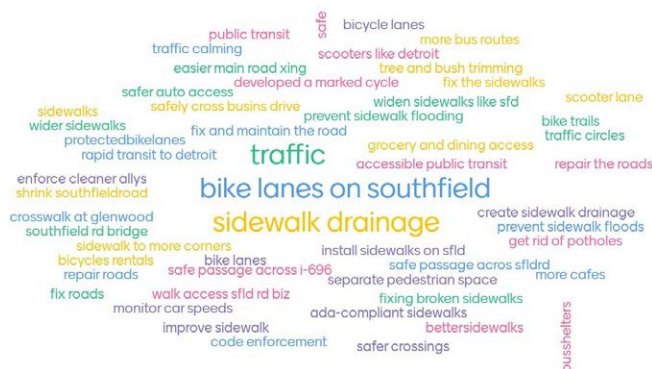 safe
bicycle lanes
public transit
more bus routes
traffic calming
scooters like detroit
easier main road xing
tree and bush trimming
developed a marked cycle
fix the sidewalks
safer auto access
scooter lane
widen sidewalks like sfd
sidewalks
safely cross busins drive
prevent sidewalk flooding
bike trails
wider sidewalks
fix and maintain the road
traffic circles
protectedbikelanes
grocery and dining access
rapid transit to detroit
traffic
accessible public transit
repair the roads
enforce cleaner allys
bike lanes on southfield
shrink southfieldroad
crosswalk at glenwood
sidewalk drainage
create sidewalk drainage
southfield rd bridge
prevent sidewalk floods
sidewalk to more corners
install sidewalks on sfld
get rid of potholes
bicycles rentals
bike lanes
safe passage acros sfldrd
repair roads
safe passage across i-696
more cafes
separate pedestrian space
fix roads
walk access sfld rd biz
fixing broken sidewalks
monitor car speeds
ada-compliant sidewalks
busshelters
improve sidewalk
bettersidewalks
code enforcement
safer crossings